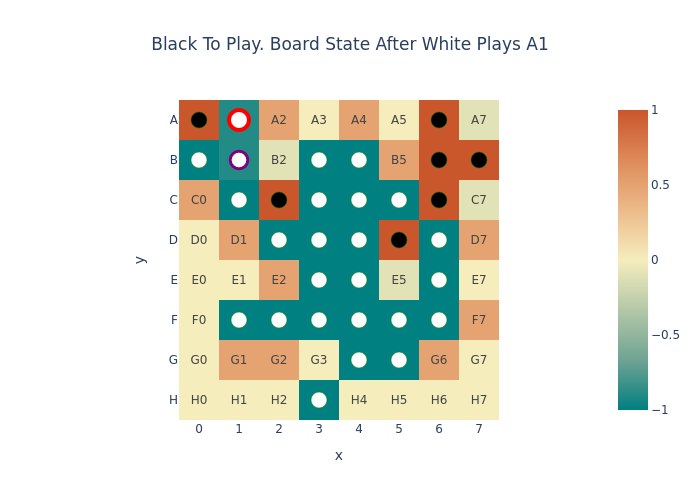 Black To Play. Board State After White Plays A1
A A2 A3 A4 A5 A7 1
B B2 B5
C C0 C7 0.5
D D0 D1 D7
y 0
E E0 E1 E2 E5 E7
F F0 F7 −0.5
G G0 G1 G2 G3 G6 G7
H H0 H1 H2 H4 H5 H6 H7 −1
0 1 2 3 4 5 6 7
x